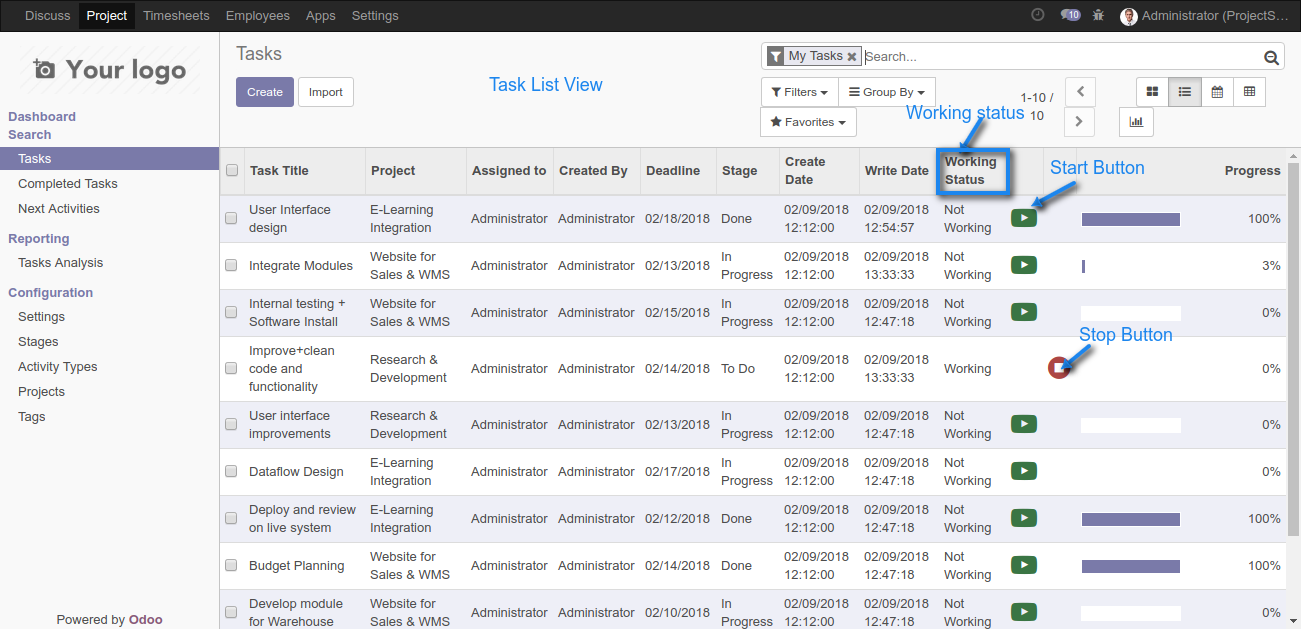 Discuss Project Timesheets Employees Apps Settings 10 Administrator (ProjectS...
Your logo
Dashboard
Search
Tasks
Completed Tasks
Next Activities
Reporting
Tasks Analysis
Configuration
Settings
Stages
Activity Types
Projects
Tags
Powered by Odoo
Tasks
My Tasks Search...
Create Import
Task List View
Filters Group By
Favorites
1-10 /
10
Working status
Start Button
Stop Button
Task Title Project Assigned to Created By Deadline Stage Create Date Write Date Working Status Progress
User Interface design E-Learning Integration Administrator Administrator 02/18/2018 Done 02/09/2018 12:12:00 02/09/2018 12:54:57 Not Working 100%
Integrate Modules Website for Sales & WMS Administrator Administrator 02/13/2018 In Progress 02/09/2018 12:12:00 02/09/2018 13:33:33 Not Working 3%
Internal testing + Software Install Website for Sales & WMS Administrator Administrator 02/15/2018 In Progress 02/09/2018 12:12:00 02/09/2018 12:47:18 Not Working 0%
Improve+clean code and functionality Research & Development Administrator Administrator 02/14/2018 To Do 02/09/2018 12:12:00 02/09/2018 13:33:33 Working 0%
User interface improvements Research & Development Administrator Administrator 02/13/2018 In Progress 02/09/2018 12:12:00 02/09/2018 12:47:18 Not Working 0%
Dataflow Design E-Learning Integration Administrator Administrator 02/17/2018 In Progress 02/09/2018 12:12:00 02/09/2018 12:47:18 Not Working 0%
Deploy and review on live system E-Learning Integration Administrator Administrator 02/12/2018 Done 02/09/2018 12:12:00 02/09/2018 12:47:18 Not Working 100%
Budget Planning Website for Sales & WMS Administrator Administrator 02/14/2018 Done 02/09/2018 12:12:00 02/09/2018 12:47:18 Not Working 100%
Develop module for Warehouse Website for Sales & WMS Administrator Administrator 02/10/2018 In Progress 02/09/2018 12:12:00 02/09/2018 12:47:18 Not Working 0%